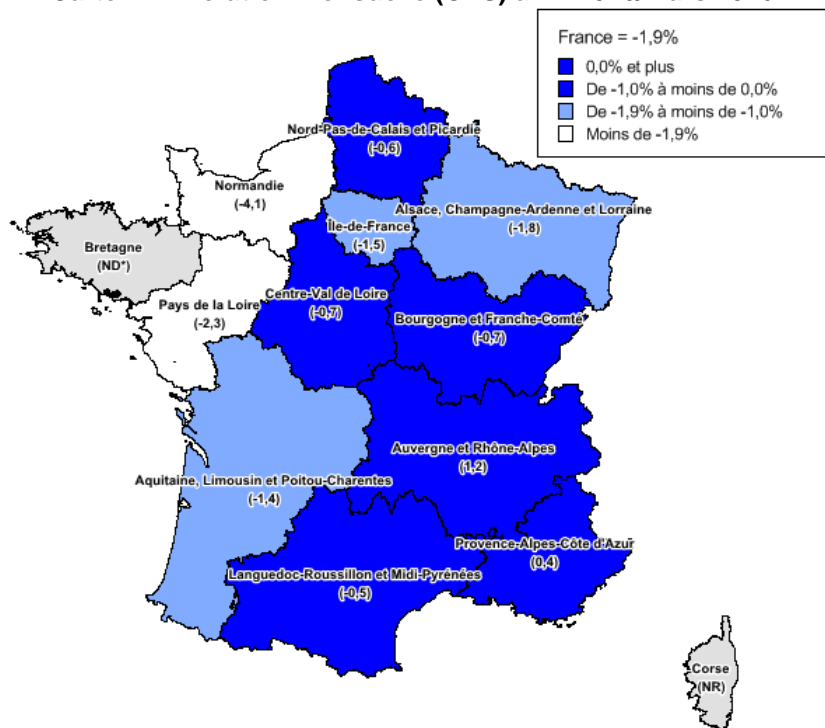 France = -1,9%
0,0% et plus
De -1,0% à moins de 0,0%
De -1,9% à moins de -1,0%
Moins de -1,9%
Nord-Pas-de-Calais et Picardie
(-0,6)
Normandie
(-4,1)
Alsace, Champagne-Ardenne et Lorraine
(-1,8)
Île-de-France
(-1,5)
Bretagne
(ND*)
Centre-Val de Loire
(-0,7)
Pays de la Loire
(-2,3)
Bourgogne et Franche-Comté
(-0,7)
Auvergne et Rhône-Alpes
(1,2)
Aquitaine, Limousin et Poitou-Charentes
(-1,4)
Provence-Alpes-Côte d'Azur
(0,4)
Languedoc-Roussillon et Midi-Pyrénées
(-0,5)
Corse
(NR)